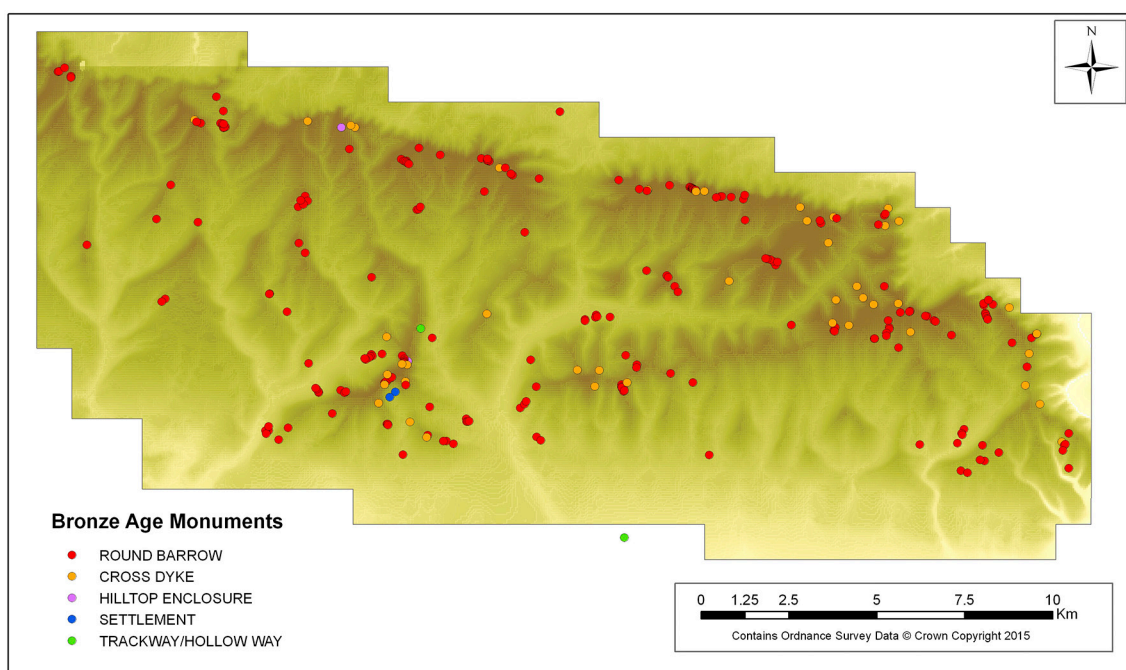 N
Bronze Age Monuments
ROUND BARROW
CROSS DYKE
HILLTOP ENCLOSURE
SETTLEMENT
TRACKWAY/HOLLOW WAY
0 1.25 2.5 5 7.5 10
Km
Contains Ordnance Survey Data © Crown Copyright 2015